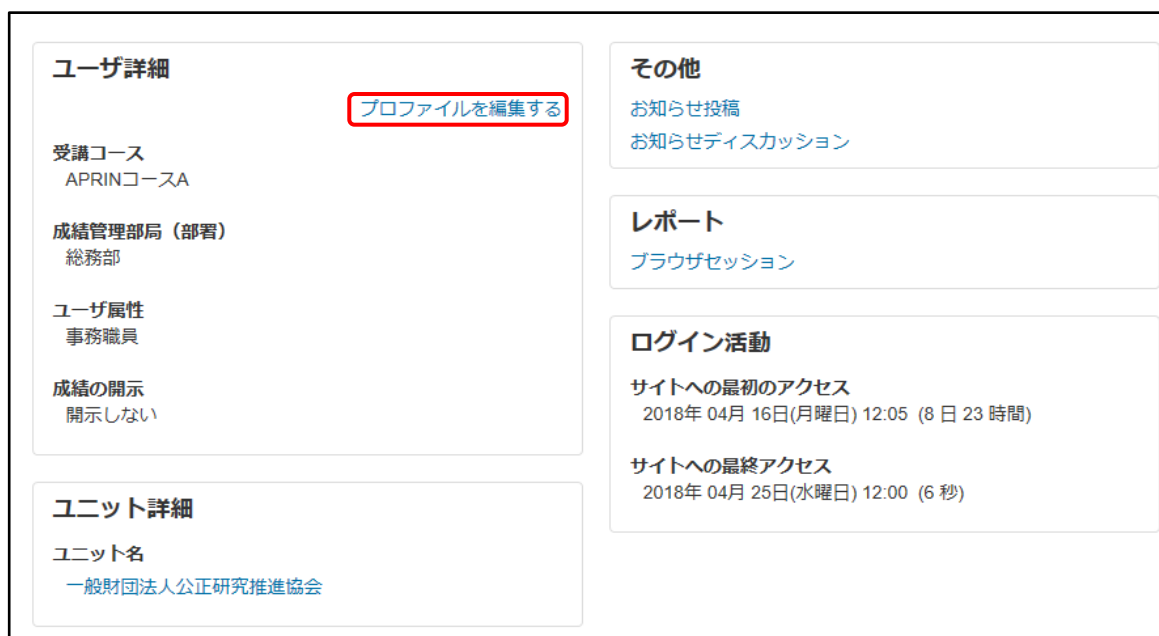 ユーザ詳細
プロファイルを編集する
受講コース
APRINコースA
成績管理部局（部署）
総務部
ユーザ属性
事務職員
成績の開示
開示しない
ユニット詳細
ユニット名
一般財団法人公正研究推進協会
その他
お知らせ投稿
お知らせディスカッション
レポート
ブラウザセッション
ログイン活動
サイトへの最初のアクセス
2018年 04月 16日(月曜日) 12:05 (8 日 23 時間)
サイトへの最終アクセス
2018年 04月 25日(水曜日) 12:00 (6 秒)